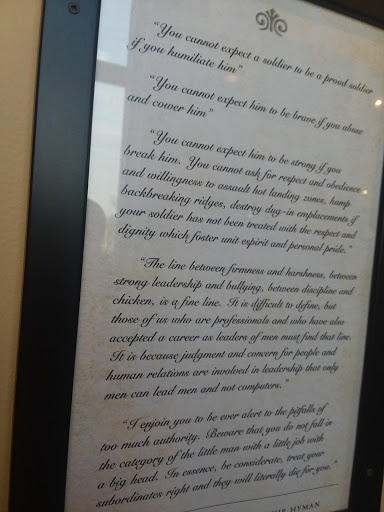 "You cannot expect a soldier to be a proud soldier
if you humiliate him"
"You cannot expect him to be brave if you abuse
and cower him"
"You cannot expect him to be strong if you
break him. You cannot ask for respect and obedience
and willingness to assault hot landing zones, hump
backbreaking ridges, destroy dug-in emplacements if
your soldier has not been treated with the respect and
dignity which foster unit espirit and personal pride."
"The line between firmness and harshness, between
strong leadership and bullying, between discipline and
chicken, is a fine line. It is difficult to define, but
those of us who are professionals and who have also
accepted a career as leaders of men must find that line.
It is because judgment and concern for people and
human relations are involved in leadership that only
men can lead men and not computers."
"I enjoin you to be ever alert to the pitfalls of
too much authority. Beware that you do not fall in
the category of the little man with a little job with
a big head. In essence, be considerate, treat your
subordinates right and they will literally die for you."
HYMAN